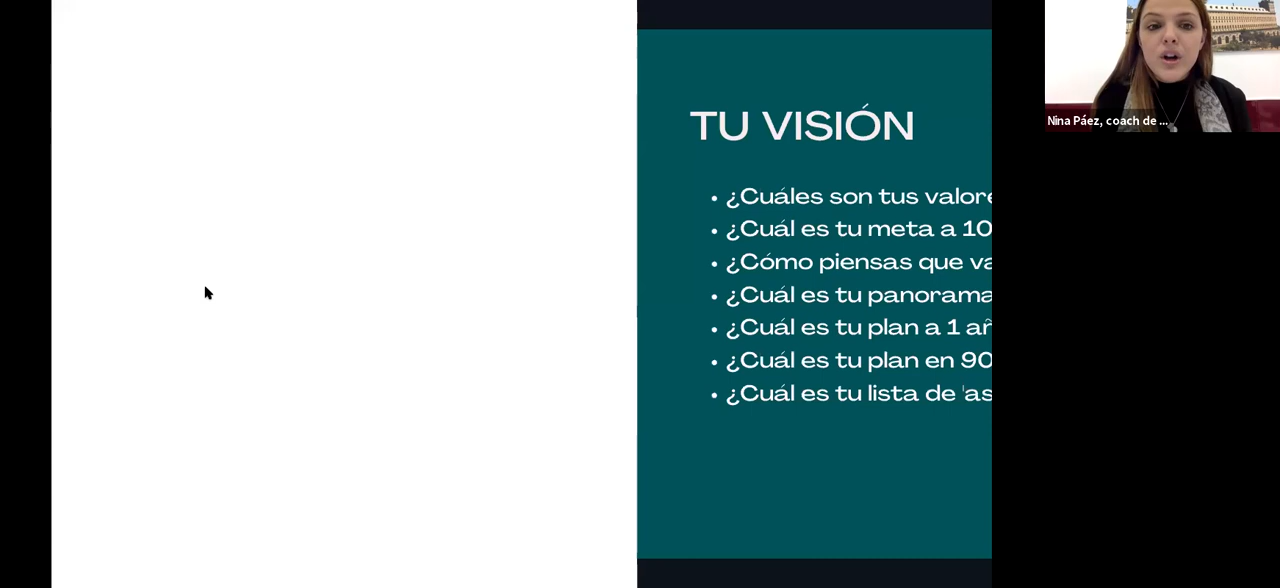 TU VISIÓN
• ¿Cuáles son tus valore
• ¿Cuál es tu meta a 10
• ¿Cómo piensas que va
• ¿Cuál es tu panorama
• ¿Cuál es tu plan a 1 añ
• ¿Cuál es tu plan en 90
• ¿Cuál es tu lista de 'as
Nina Páez, coach de ...